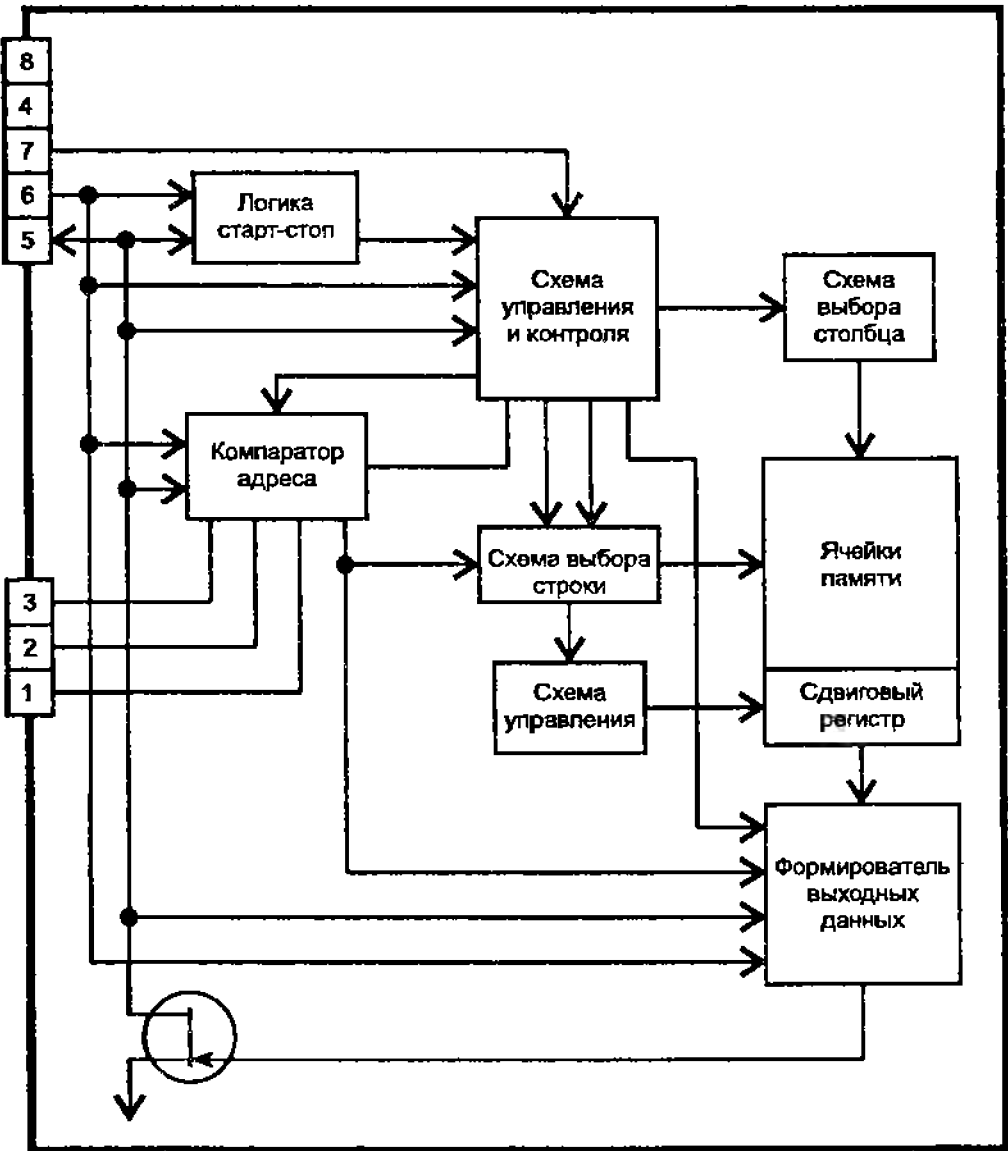 8
4
7
6
5
Логика
старт-стоп
Схема
управления
и контроля
Схема
выбора
столбца
Компаратор
адреса
Схема выбора
строки
Ячейки
памяти
3
2
1
Схема
управления
Сдвиговый
регистр
Формирователь
выходных
данных